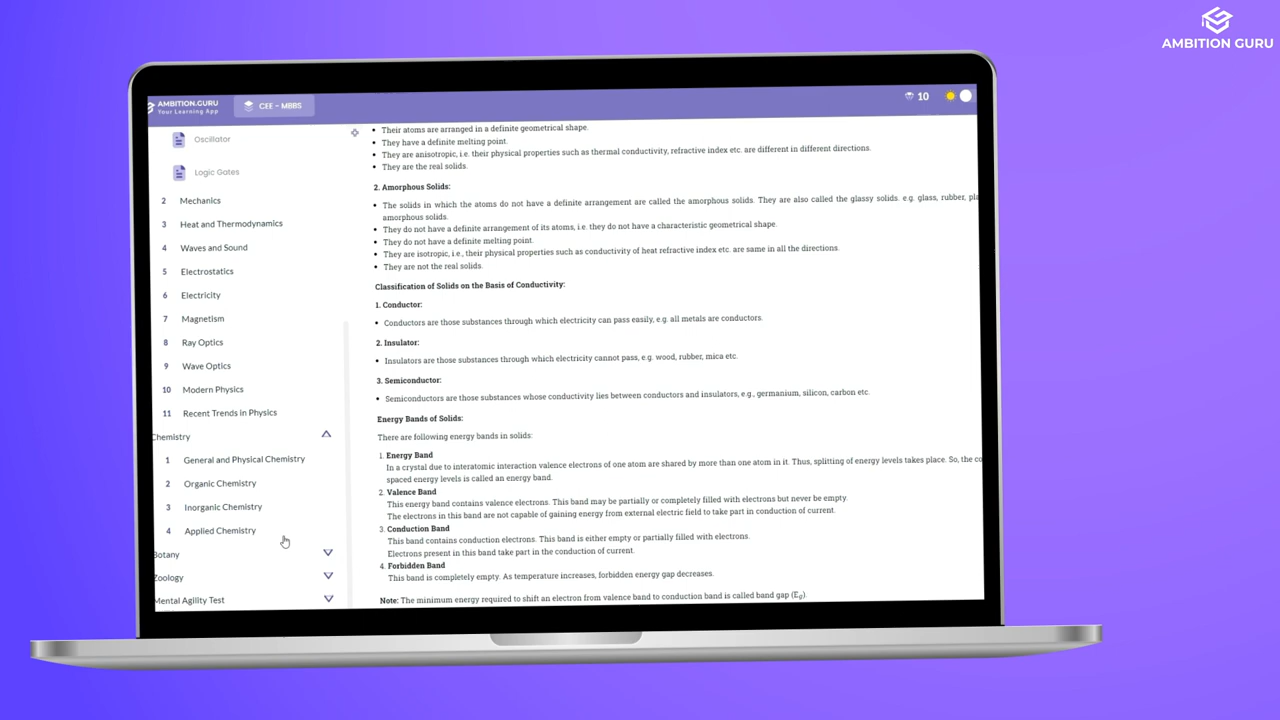 AMBITION GURU
AMBITION.GURU
Your Learning App
CEE - MBBS
10
Oscillator
Logic Gates
2 Mechanics
3 Heat and Thermodynamics
4 Waves and Sound
5 Electrostatics
6 Electricity
7 Magnetism
8 Ray Optics
9 Wave Optics
10 Modern Physics
11 Recent Trends in Physics
Chemistry
1 General and Physical Chemistry
2 Organic Chemistry
3 Inorganic Chemistry
4 Applied Chemistry
Botany
Zoology
Mental Agility Test
• Their atoms are arranged in a definite geometrical shape.
• They have a definite melting point.
• They are anisotropic, i.e. their physical properties such as thermal conductivity, refractive index etc. are different in different directions.
• They are the real solids.
2. Amorphous Solids:
• The solids in which the atoms do not have a definite arrangement are called the amorphous solids. They are also called the glassy solids. e.g. glass, rubber, pla
amorphous solids.
• They do not have a definite arrangement of its atoms, i.e. they do not have a characteristic geometrical shape.
• They do not have a definite melting point.
• They are isotropic, i.e., their physical properties such as conductivity of heat refractive index etc. are same in all the directions.
• They are not the real solids.
Classification of Solids on the Basis of Conductivity:
1. Conductor:
• Conductors are those substances through which electricity can pass easily, e.g. all metals are conductors.
2. Insulator:
• Insulators are those substances through which electricity cannot pass, e.g. wood, rubber, mica etc.
3. Semiconductor:
• Semiconductors are those substances whose conductivity lies between conductors and insulators, e.g., germanium, silicon, carbon etc.
Energy Bands of Solids:
There are following energy bands in solids:
1. Energy Band
In a crystal due to interatomic interaction valence electrons of one atom are shared by more than one atom in it. Thus, splitting of energy levels takes place. So, the co
spaced energy levels is called an energy band.
2. Valence Band
This energy band contains valence electrons. This band may be partially or completely filled with electrons but never be empty.
The electrons in this band are not capable of gaining energy from external electric field to take part in conduction of current.
3. Conduction Band
This band contains conduction electrons. This band is either empty or partially filled with electrons.
Electrons present in this band take part in the conduction of current.
4. Forbidden Band
This band is completely empty. As temperature increases, forbidden energy gap decreases.
Note: The minimum energy required to shift an electron from valence band to conduction band is called band gap (Eg).